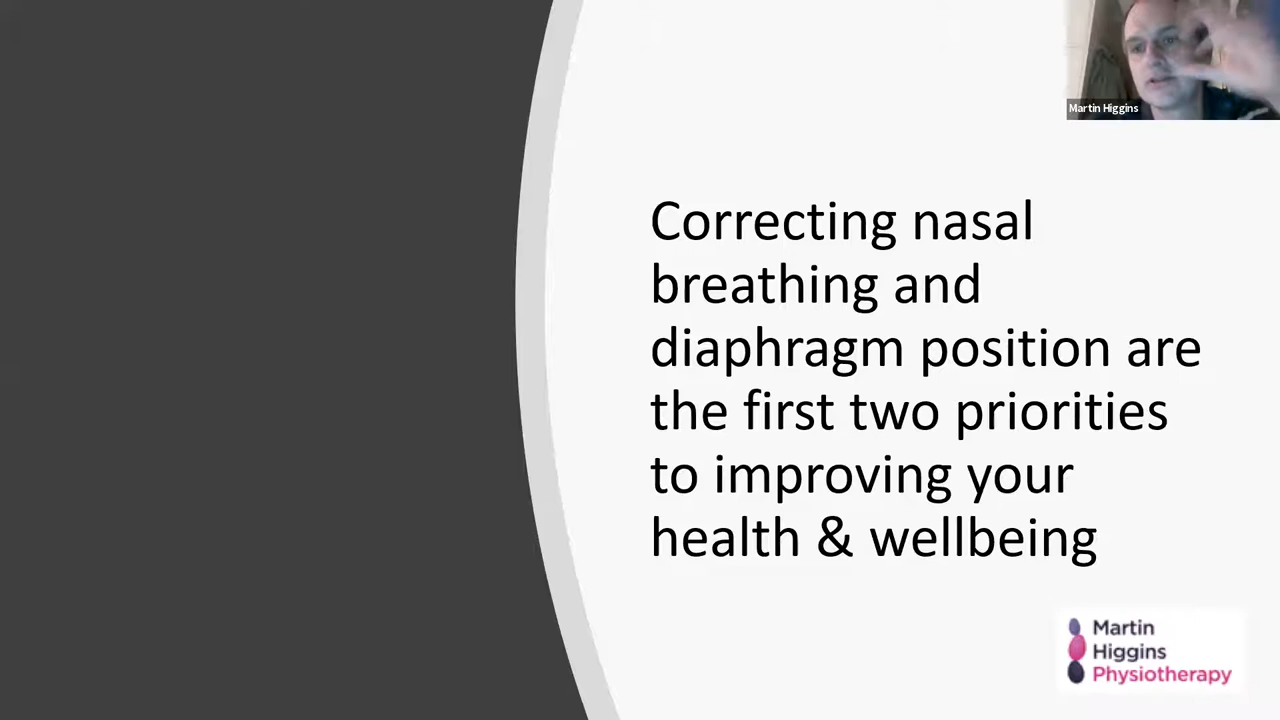 Martin Higgins
Correcting nasal
breathing and
diaphragm position are
the first two priorities
to improving your
health & wellbeing
Martin
Higgins
Physiotherapy